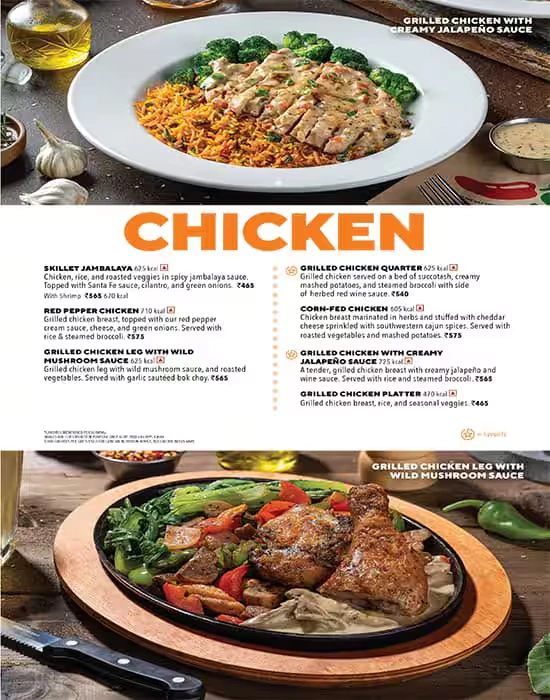 GRILLED CHICKEN WITH
CREAMY JALAPEÑO SAUCE
CHICKEN
SKILLET JAMBALAYA 625 kcal
Chicken, rice, and roasted veggies in spicy jambalaya sauce.
Topped with Santa Fe sauce, cilantro, and green onions. ₹465
With Shrimp ₹565 670 kcal
RED PEPPER CHICKEN 710 kcal
Grilled chicken breast, topped with our red pepper
cream sauce, cheese, and green onions. Served with
rice & steamed broccoli. ₹575
GRILLED CHICKEN LEG WITH WILD
MUSHROOM SAUCE 625 kcal
Grilled chicken leg with wild mushroom sauce, and roasted
vegetables. Served with garlic sautéed bok choy. ₹565
GRILLED CHICKEN QUARTER 625 kcal
Grilled chicken served on a bed of succotash, creamy
mashed potatoes, and steamed broccoli with side
of herbed red wine sauce. ₹540
CORN-FED CHICKEN 605 kcal
Chicken breast marinated in herbs and stuffed with cheddar
cheese sprinkled with southwestern cajun spices. Served with
roasted vegetables and mashed potatoes. ₹575
GRILLED CHICKEN WITH CREAMY
JALAPEÑO SAUCE 725 kcal
A tender, grilled chicken breast with creamy jalapeño and
wine sauce. Served with rice and steamed broccoli. ₹565
GRILLED CHICKEN PLATTER 470 kcal
Grilled chicken breast, rice, and seasonal veggies. ₹465
GRILLED CHICKEN LEG WITH
WILD MUSHROOM SAUCE